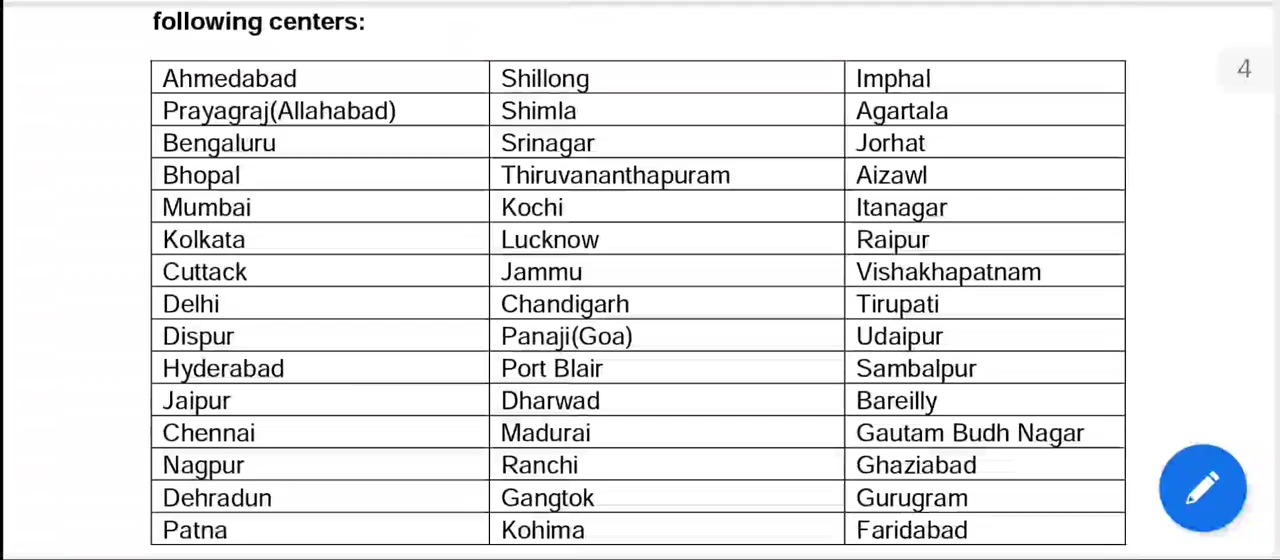 following centers:
4
Ahmedabad Shillong Imphal
Prayagraj(Allahabad) Shimla Agartala
Bengaluru Srinagar Jorhat
Bhopal Thiruvananthapuram Aizawl
Mumbai Kochi Itanagar
Kolkata Lucknow Raipur
Cuttack Jammu Vishakhapatnam
Delhi Chandigarh Tirupati
Dispur Panaji(Goa) Udaipur
Hyderabad Port Blair Sambalpur
Jaipur Dharwad Bareilly
Chennai Madurai Gautam Budh Nagar
Nagpur Ranchi Ghaziabad
Dehradun Gangtok Gurugram
Patna Kohima Faridabad